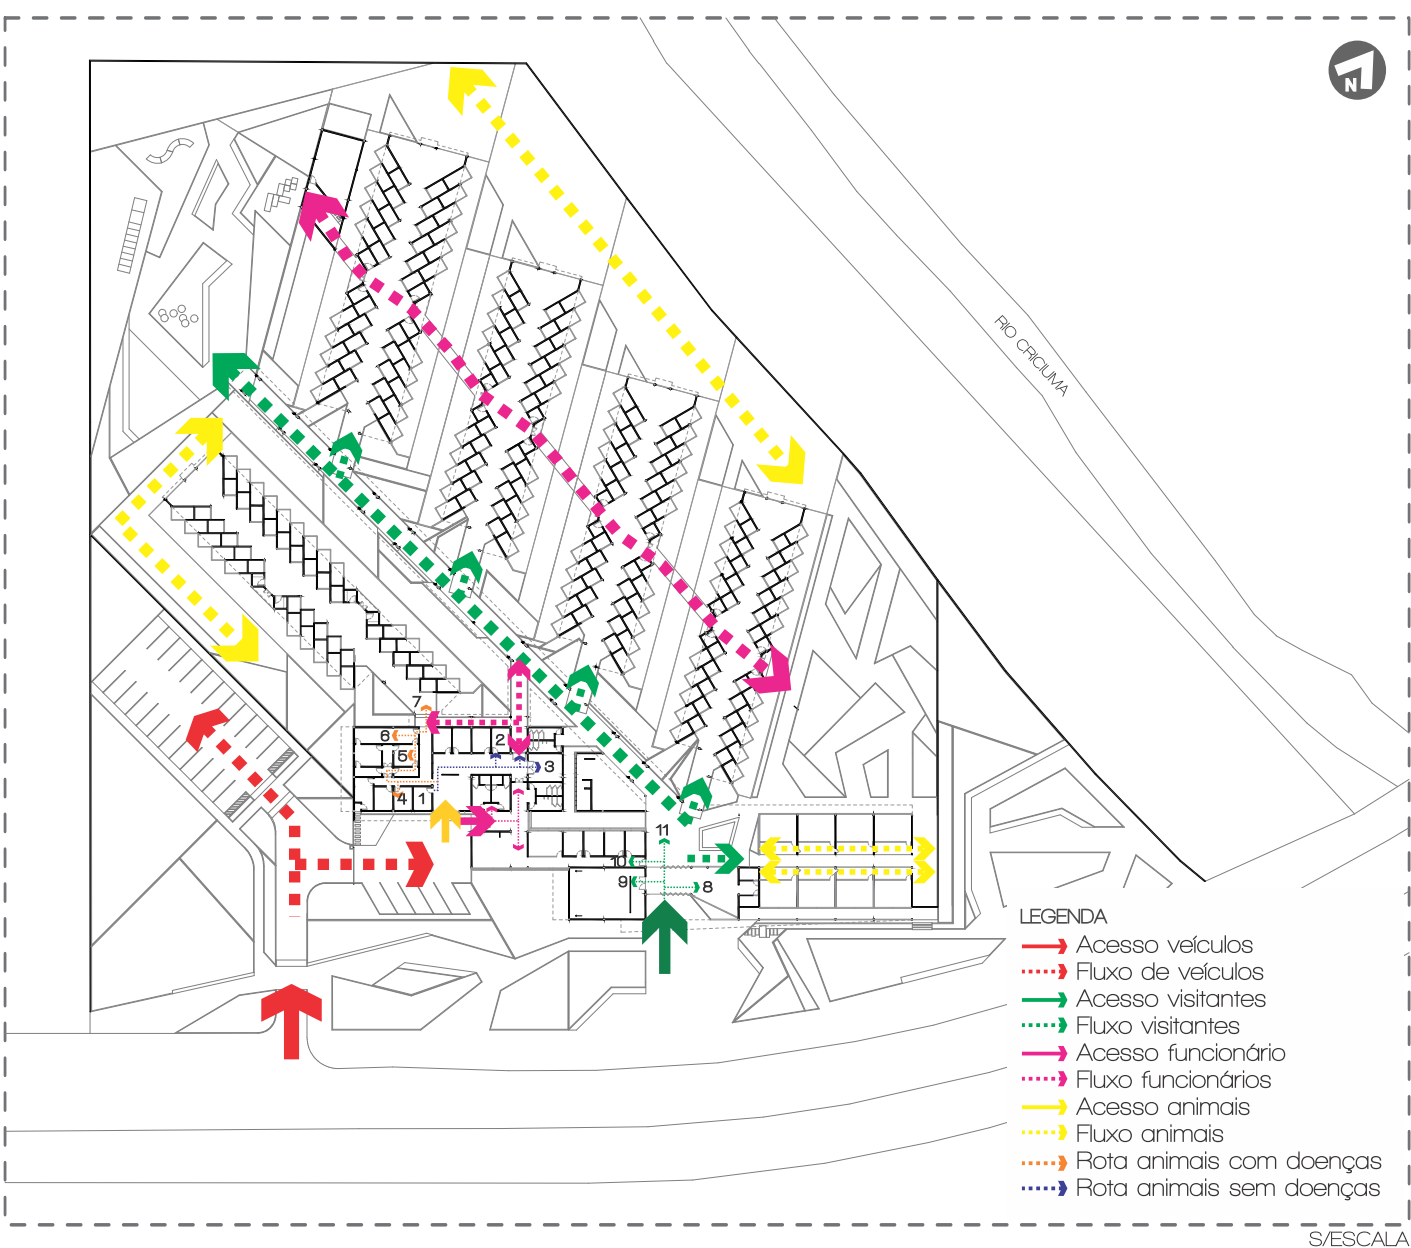 N
RIO CRICIUMA
7
6
2
5
3
4
1
11
10
9
8
LEGENDA
Acesso veículos
Fluxo de veículos
Acesso visitantes
Fluxo visitantes
Acesso funcionário
Fluxo funcionários
Acesso animais
Fluxo animais
Rota animais com doenças
Rota animais sem doenças
S/ESCALA